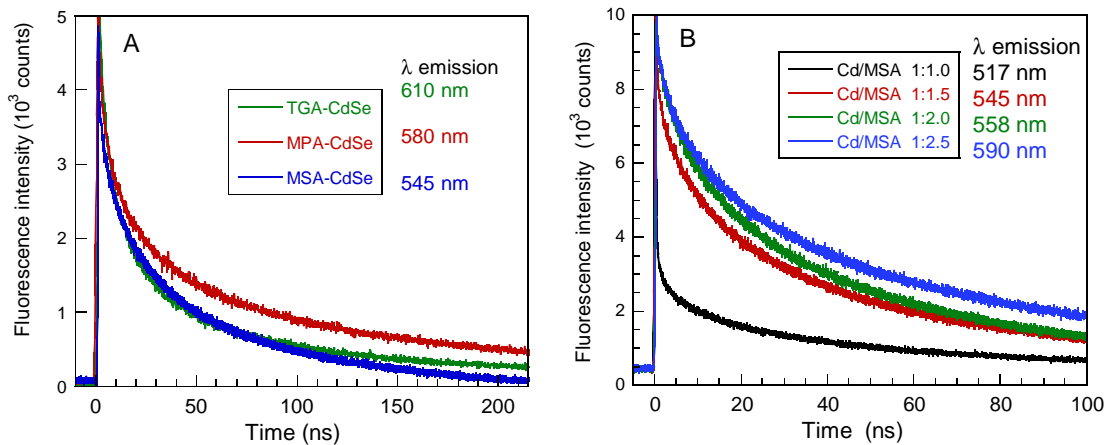 A
λ emission
610 nm
580 nm
545 nm
TGA-CdSe
MPA-CdSe
MSA-CdSe
Fluorescence intensity (10³ counts)
5
4
3
2
1
0
0
50
100
150
200
Time (ns)
B
λ emission
517 nm
545 nm
558 nm
590 nm
Cd/MSA 1:1.0
Cd/MSA 1:1.5
Cd/MSA 1:2.0
Cd/MSA 1:2.5
Fluorescence intensity (10³ counts)
10
8
6
4
2
0
0
20
40
60
80
100
Time (ns)